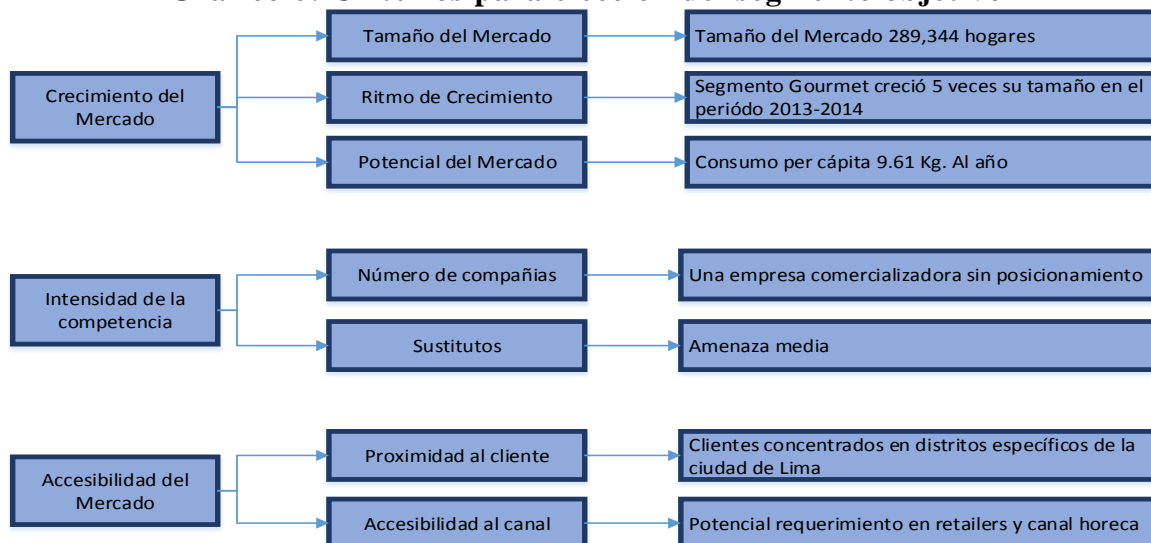 Crecimiento del
Mercado
Tamaño del Mercado
Tamaño del Mercado 289,344 hogares
Ritmo de Crecimiento
Segmento Gourmet creció 5 veces su tamaño en el
periódo 2013-2014
Potencial del Mercado
Consumo per cápita 9.61 Kg. Al año
Intensidad de la
competencia
Número de compañias
Una empresa comercializadora sin posicionamiento
Sustitutos
Amenaza media
Accesibilidad del
Mercado
Proximidad al cliente
Clientes concentrados en distritos específicos de la
ciudad de Lima
Accesibilidad al canal
Potencial requerimiento en retailers y canal horeca